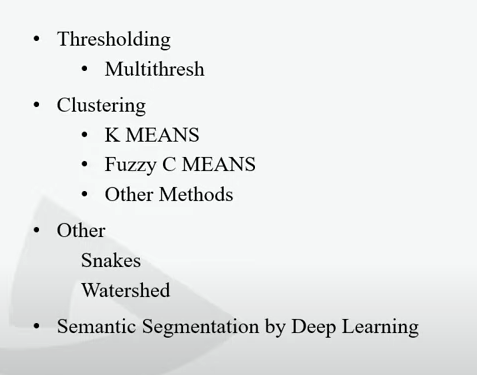 • Thresholding
• Multithresh
• Clustering
• K MEANS
• Fuzzy C MEANS
• Other Methods
• Other
Snakes
Watershed
• Semantic Segmentation by Deep Learning